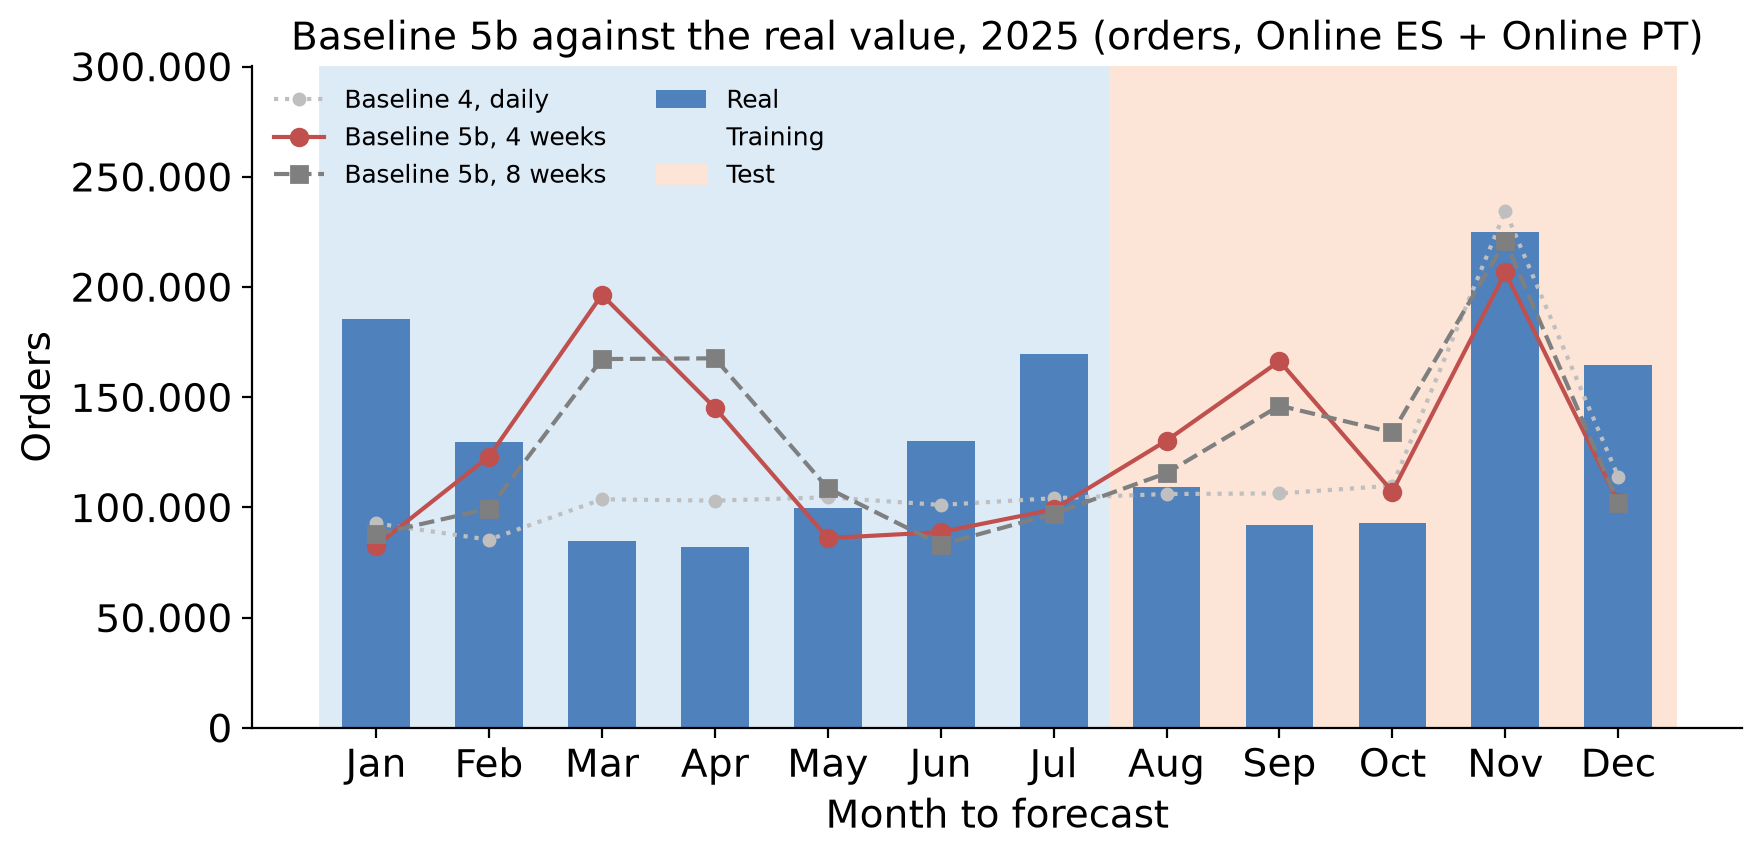 Baseline 5b against the real value, 2025 (orders, Online ES + Online PT)
300.000
250.000
200.000
150.000
100.000
50.000
0
Orders
Baseline 4, daily
Baseline 5b, 4 weeks
Baseline 5b, 8 weeks
Real
Training
Test
Jan Feb Mar Apr May Jun Jul Aug Sep Oct Nov Dec
Month to forecast